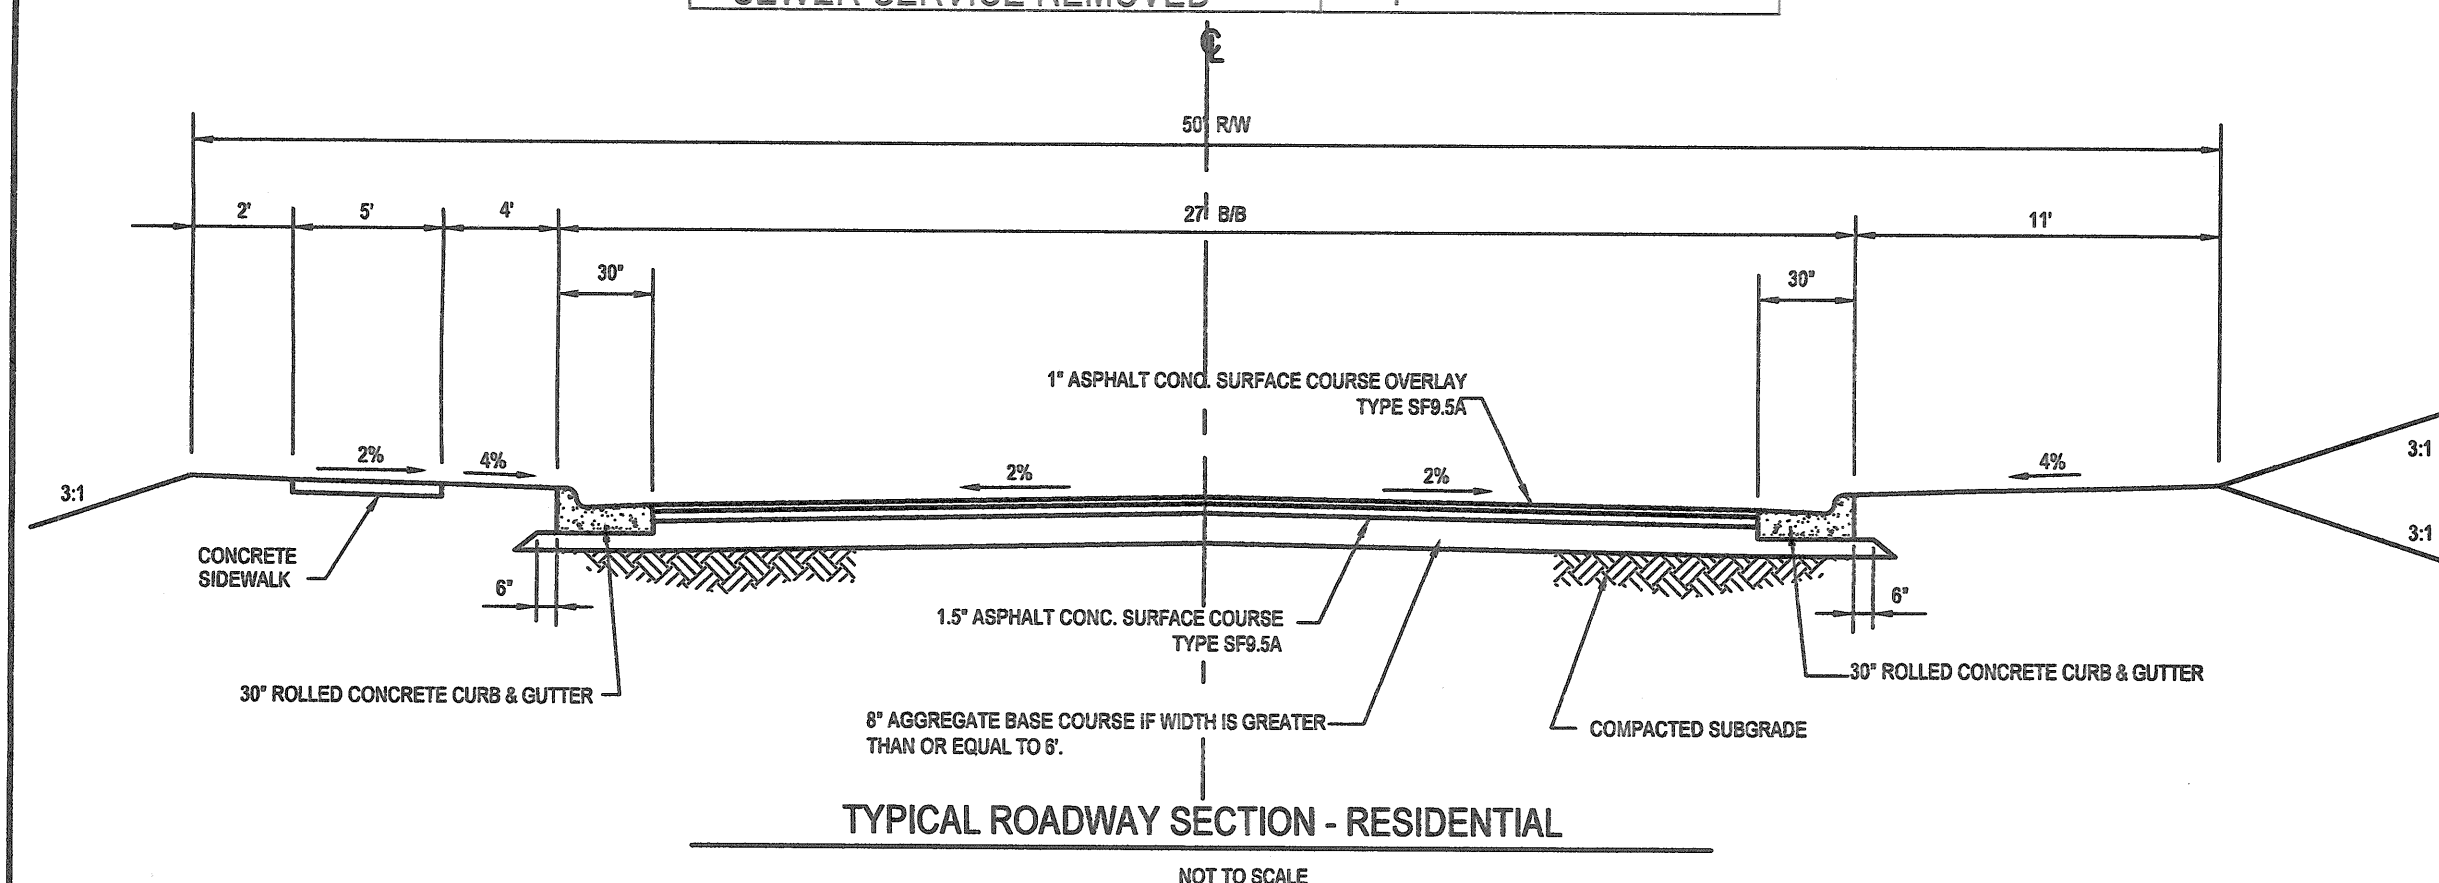 SEWER SERVICE REMOVED
℄
50' R/W
2'
5'
4'
27' B/B
11'
30"
30"
1" ASPHALT CONC. SURFACE COURSE OVERLAY
TYPE SF9.5A
3:1
2%
4%
2%
2%
4%
3:1
3:1
CONCRETE
SIDEWALK
6"
6"
1.5" ASPHALT CONC. SURFACE COURSE
TYPE SF9.5A
30" ROLLED CONCRETE CURB & GUTTER
30" ROLLED CONCRETE CURB & GUTTER
8" AGGREGATE BASE COURSE IF WIDTH IS GREATER
THAN OR EQUAL TO 6'.
COMPACTED SUBGRADE
TYPICAL ROADWAY SECTION - RESIDENTIAL
NOT TO SCALE